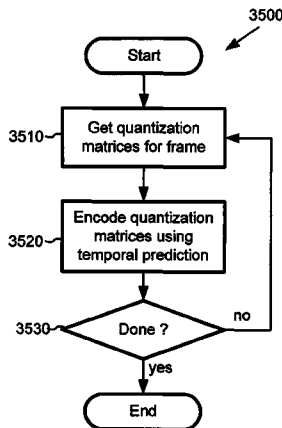 3500
Start
3510
Get quantization
matrices for frame
3520
Encode quantization
matrices using
temporal prediction
3530
Done ?
no
yes
End